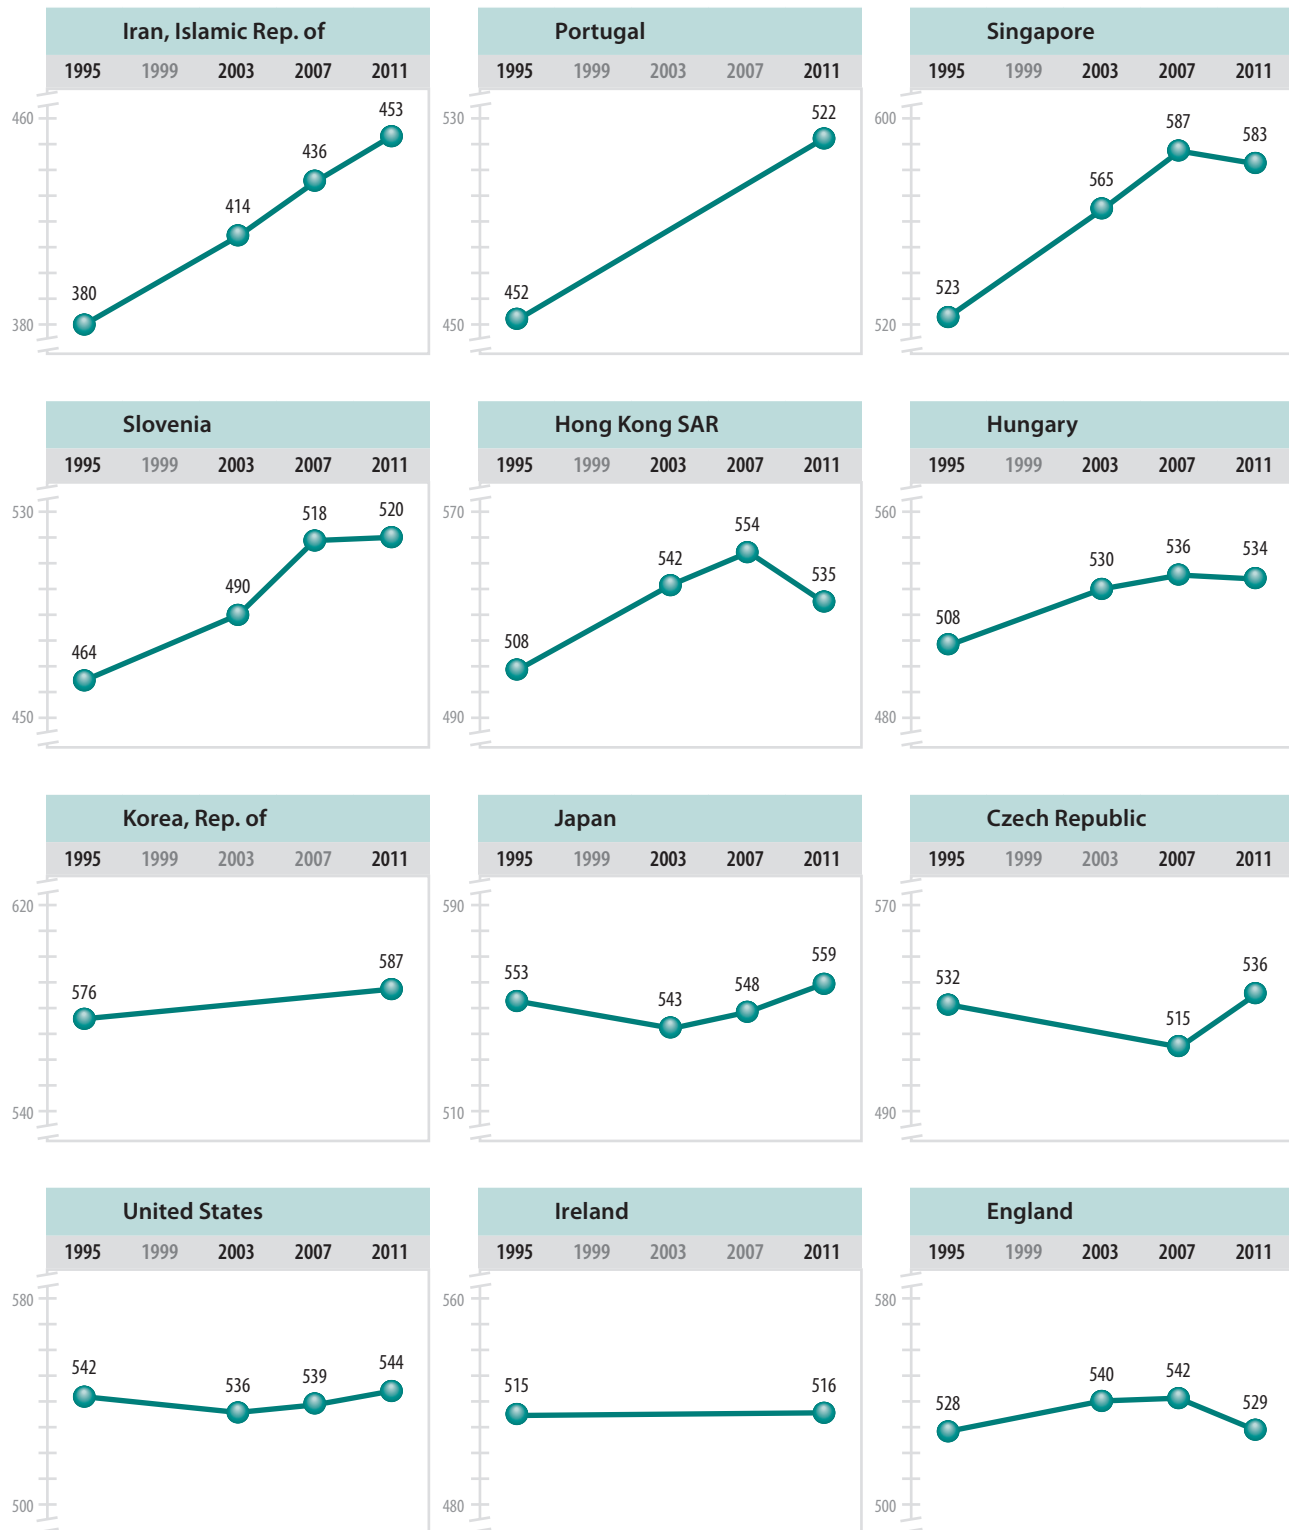 Iran, Islamic Rep. of
1995 1999 2003 2007 2011
460
453
436
414
380
380
Portugal
1995 1999 2003 2007 2011
530
522
452
450
Singapore
1995 1999 2003 2007 2011
600
587
583
565
523
520
Slovenia
1995 1999 2003 2007 2011
530
518
520
490
464
450
Hong Kong SAR
1995 1999 2003 2007 2011
570
554
542
535
508
490
Hungary
1995 1999 2003 2007 2011
560
536
534
530
508
480
Korea, Rep. of
1995 1999 2003 2007 2011
620
587
576
540
Japan
1995 1999 2003 2007 2011
590
559
553
548
543
510
Czech Republic
1995 1999 2003 2007 2011
570
536
532
515
490
United States
1995 1999 2003 2007 2011
580
542
536
539
544
500
Ireland
1995 1999 2003 2007 2011
560
515
516
480
England
1995 1999 2003 2007 2011
580
528
540
542
529
500